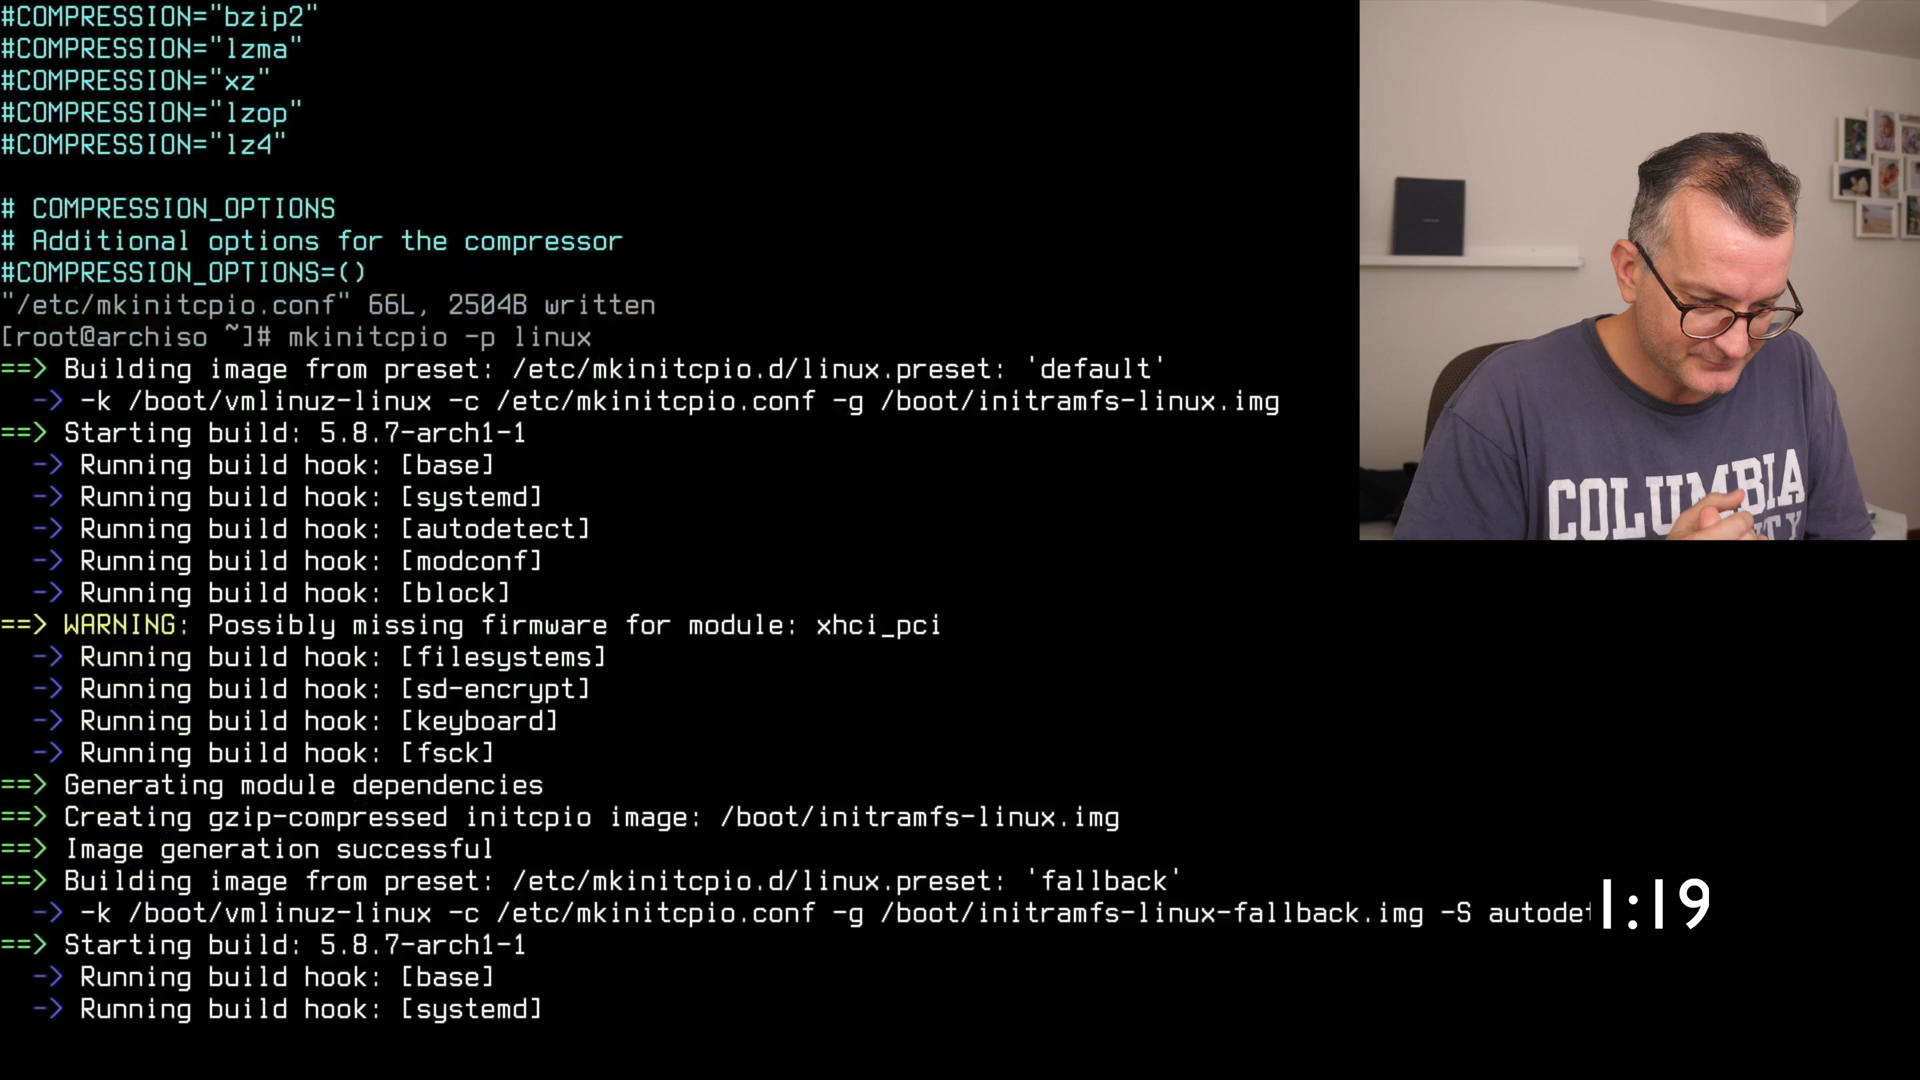 #COMPRESSION="bzip2"
#COMPRESSION="lzma"
#COMPRESSION="xz"
#COMPRESSION="lzop"
#COMPRESSION="lz4"
# COMPRESSION_OPTIONS
# Additional options for the compressor
#COMPRESSION_OPTIONS=()
"/etc/mkinitcpio.conf" 66L, 2504B written
[root@archiso ~]# mkinitcpio -p linux
==> Building image from preset: /etc/mkinitcpio.d/linux.preset: 'default'
-> -k /boot/vmlinuz-linux -c /etc/mkinitcpio.conf -g /boot/initramfs-linux.img
==> Starting build: 5.8.7-arch1-1
-> Running build hook: [base]
-> Running build hook: [systemd]
-> Running build hook: [autodetect]
-> Running build hook: [modconf]
-> Running build hook: [block]
==> WARNING: Possibly missing firmware for module: xhci_pci
-> Running build hook: [filesystems]
-> Running build hook: [sd-encrypt]
-> Running build hook: [keyboard]
-> Running build hook: [fsck]
==> Generating module dependencies
==> Creating gzip-compressed initcpio image: /boot/initramfs-linux.img
==> Image generation successful
==> Building image from preset: /etc/mkinitcpio.d/linux.preset: 'fallback'
-> -k /boot/vmlinuz-linux -c /etc/mkinitcpio.conf -g /boot/initramfs-linux-fallback.img -S autodet
1:19
==> Starting build: 5.8.7-arch1-1
-> Running build hook: [base]
-> Running build hook: [systemd]
COLUMBIA